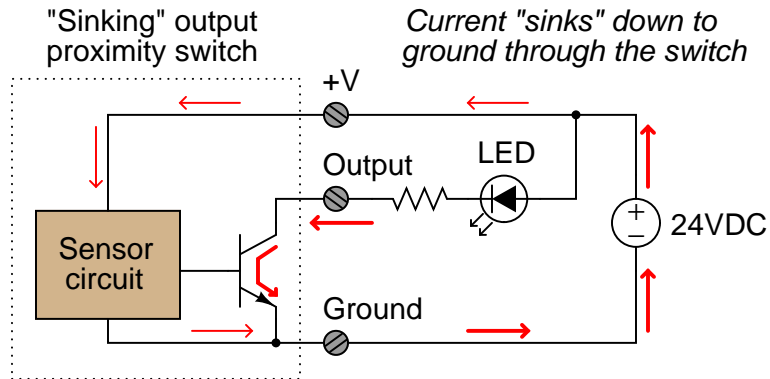 "Sinking" output
proximity switch
Current "sinks" down to
ground through the switch
+V
Output
LED
Sensor
circuit
+
−
24VDC
Ground